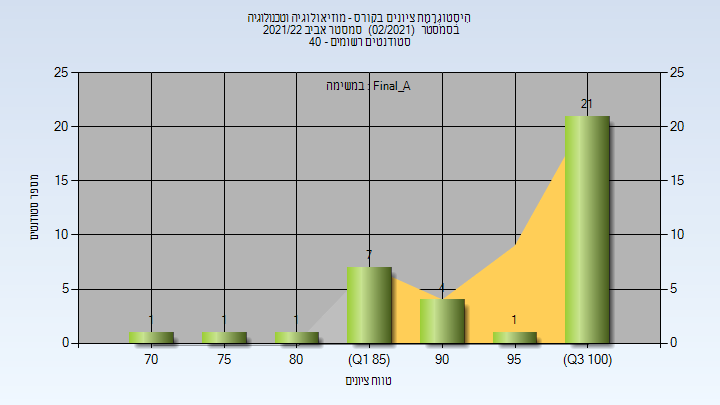 היסטוגרמת ציונים בקורס - מוזיאולוגיה וטכנולוגיה
בסמסטר (02/2021) סמסטר אביב 2021/22
סטודנטים רשומים - 40
במשימה : Final_A
25 25
20 20
15 15
10 10
5 5
0 0
מספר סטודנטים
1 1 1 7 4 1 21
70 75 80 (Q1 85) 90 95 (Q3 100)
טווח ציונים